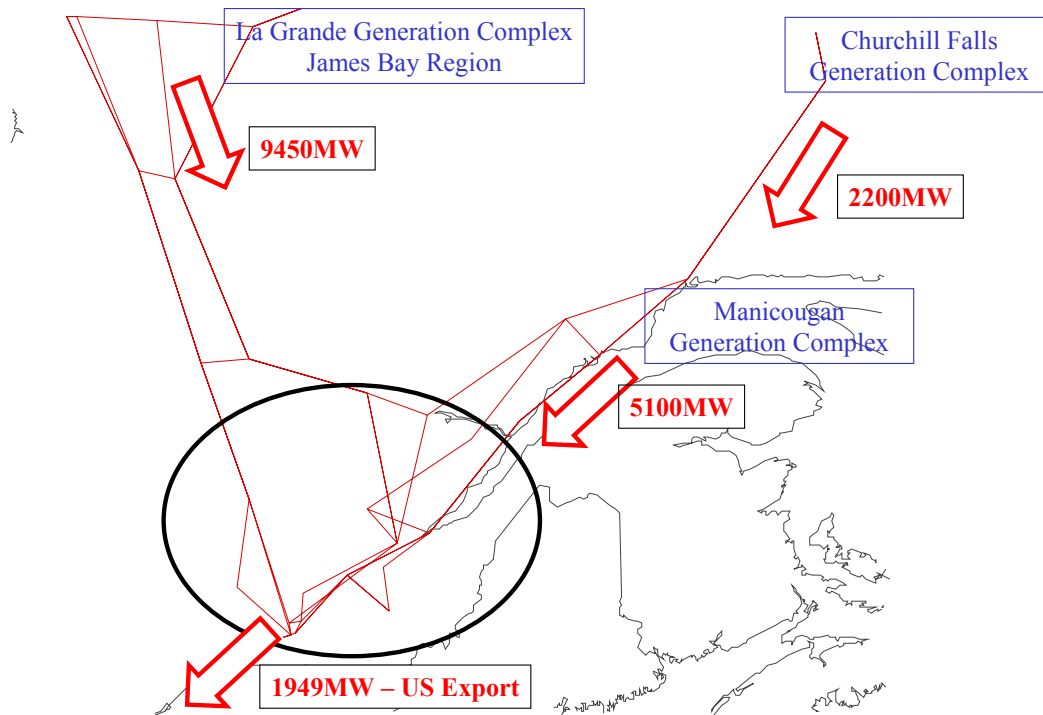 La Grande Generation Complex
James Bay Region
Churchill Falls
Generation Complex
9450MW
2200MW
Manicougan
Generation Complex
5100MW
1949MW – US Export